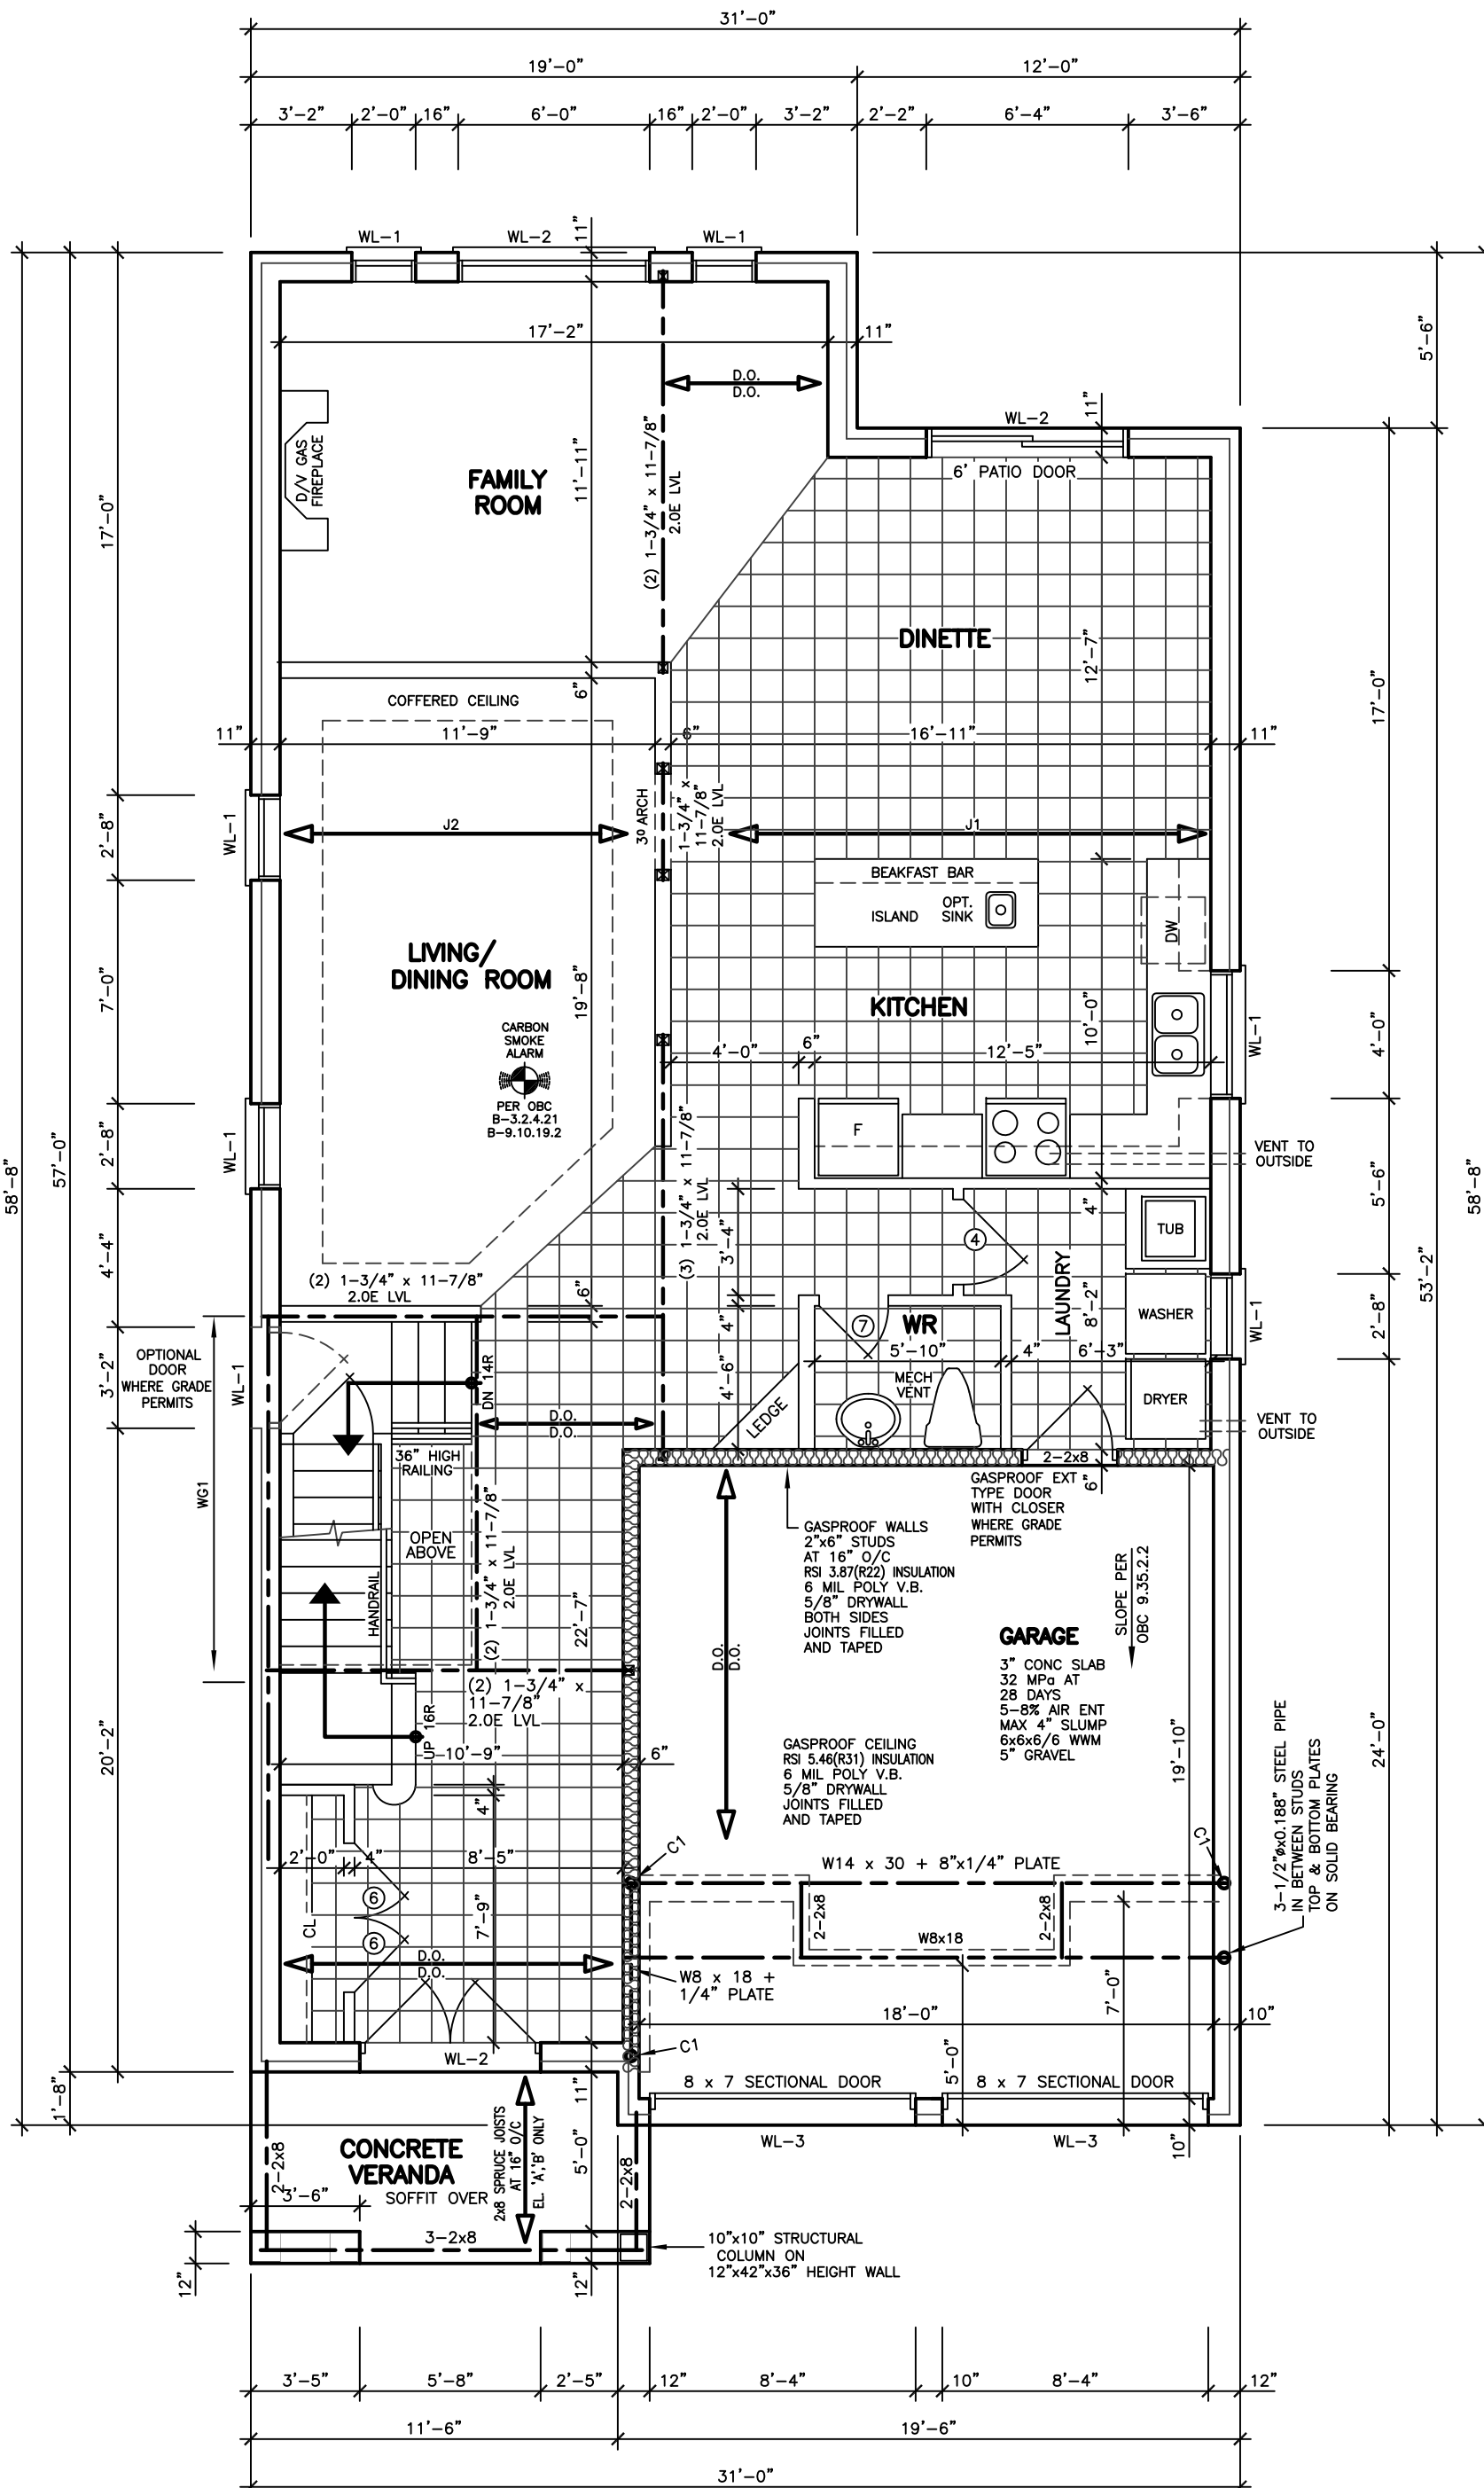 31'-0"
19'-0"
12'-0"
3'-2"
2'-0"
16"
6'-0"
16"
2'-0"
3'-2"
2'-2"
6'-4"
3'-6"
WL-1
WL-2
11"
WL-1
5'-6"
17'-2"
11"
D.O.
D.O.
11"
WL-2
6' PATIO DOOR
D/V GAS
FIREPLACE
FAMILY
ROOM
11'-11"
(2) 1-3/4" x 11-7/8"
2.0E LVL
17'-0"
DINETTE
12'-7"
17'-0"
COFFERED CEILING
6"
11"
11'-9"
6"
16'-11"
11"
2'-8"
WL-1
J2
30 ARCH
1-3/4" x
11-7/8"
2.0E LVL
J1
BEAKFAST BAR
ISLAND
OPT.
SINK
DW
LIVING/
DINING ROOM
19'-8"
7'-0"
KITCHEN
10'-0"
4'-0"
WL-1
CARBON
SMOKE
ALARM
PER OBC
B-3.2.4.21
B-9.10.19.2
4'-0"
6"
12'-5"
F
VENT TO
OUTSIDE
58'-8"
57'-0"
2'-8"
WL-1
(3) 1-3/4" x 11-7/8"
2.0E LVL
5'-6"
53'-2"
58'-8"
4'-4"
3'-4"
4
4"
TUB
(2) 1-3/4" x 11-7/8"
2.0E LVL
6"
4"
7
WR
LAUNDRY
8'-2"
WASHER
WL-1
2'-8"
OPTIONAL
DOOR
WHERE GRADE
PERMITS
3'-2"
WL-1
DN 14R
5'-10"
4"
6'-3"
4'-6"
MECH
VENT
LEDGE
DRYER
VENT TO
OUTSIDE
D.O.
D.O.
36" HIGH
RAILING
2-2x8
6"
WG1
OPEN
ABOVE
HANDRAIL
(2) 1-3/4" x 11-7/8"
2.0E LVL
22'-7"
GASPROOF WALLS
2"x6" STUDS
AT 16" O/C
RSI 3.87(R22) INSULATION
6 MIL POLY V.B.
5/8" DRYWALL
BOTH SIDES
JOINTS FILLED
AND TAPED
GASPROOF EXT
TYPE DOOR
WITH CLOSER
WHERE GRADE
PERMITS
SLOPE PER
OBC 9.35.2.2
D.O.
D.O.
GARAGE
3" CONC SLAB
32 MPa AT
28 DAYS
5-8% AIR ENT
MAX 4" SLUMP
6x6x6/6 WWM
5" GRAVEL
20'-2"
(2) 1-3/4" x
11-7/8"
2.0E LVL
UP 16R
10'-9"
6"
GASPROOF CEILING
RSI 5.46(R31) INSULATION
6 MIL POLY V.B.
5/8" DRYWALL
JOINTS FILLED
AND TAPED
19'-10"
24'-0"
3-1/2"øx0.188" STEEL PIPE
IN BETWEEN STUDS
TOP & BOTTOM PLATES
ON SOLID BEARING
4"
2'-0"
4"
8'-5"
C1
W14 x 30 + 8"x1/4" PLATE
C1
6
6
CL
7'-9"
2-2x8
W8x18
2-2x8
D.O.
D.O.
W8 x 18 +
1/4" PLATE
7'-0"
18'-0"
10"
WL-2
C1
5'-0"
1'-8"
11"
8 x 7 SECTIONAL DOOR
8 x 7 SECTIONAL DOOR
WL-3
WL-3
10"
CONCRETE
VERANDA
SOFFIT OVER
2-2x8
3'-6"
2x8 SPRUCE JOISTS
AT 16" O/C
EL. 'A','B' ONLY
5'-0"
2-2x8
3-2x8
12"
12"
10"x10" STRUCTURAL
COLUMN ON
12"x42"x36" HEIGHT WALL
3'-5"
5'-8"
2'-5"
12"
8'-4"
10"
8'-4"
12"
11'-6"
19'-6"
31'-0"